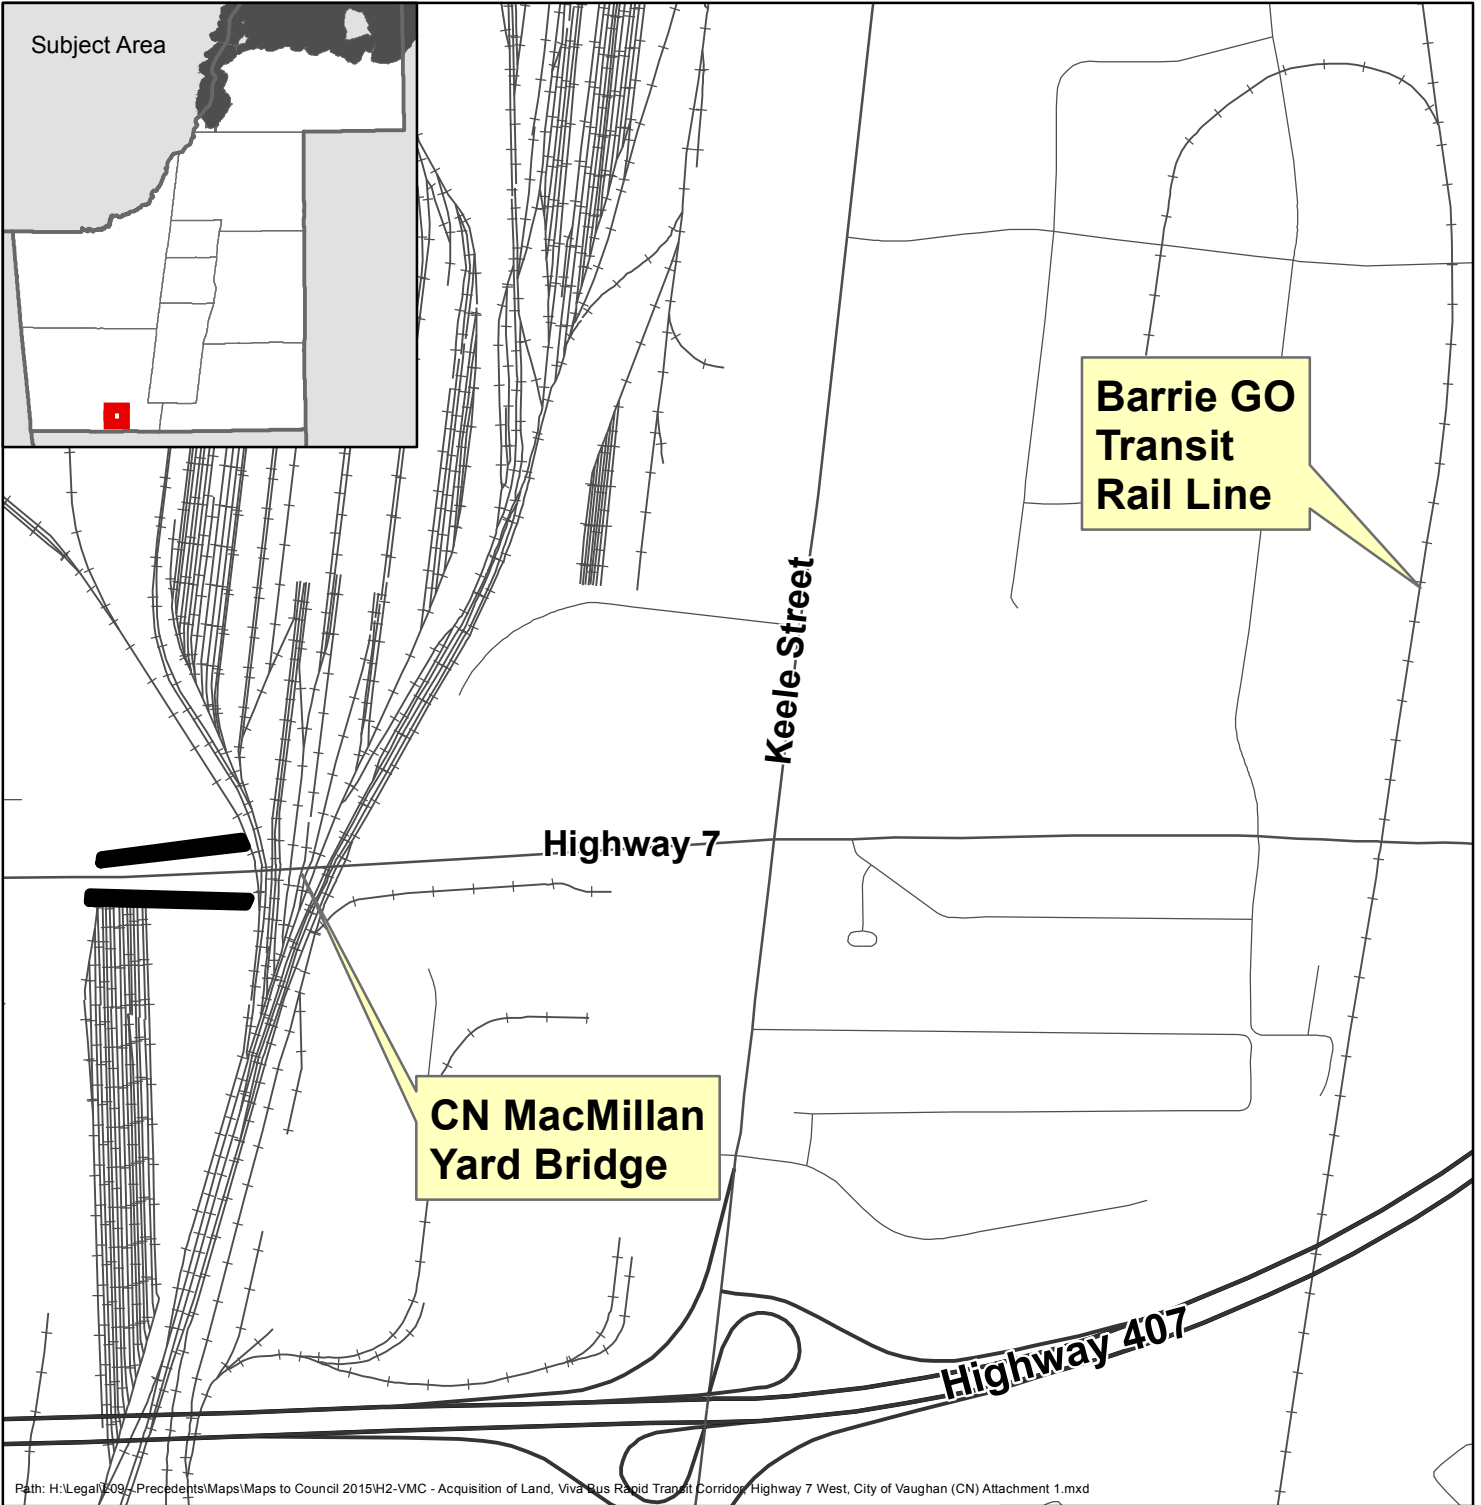 Subject Area
Barrie GO
Transit
Rail Line
Keele Street
Highway 7
CN MacMillan
Yard Bridge
Highway 407
Path: H:\Legal\L09 - Precedents\Maps\Maps to Council 2015\H2-VMC - Acquisition of Land, Viva Bus Rapid Transit Corridor, Highway 7 West, City of Vaughan (CN) Attachment 1.mxd